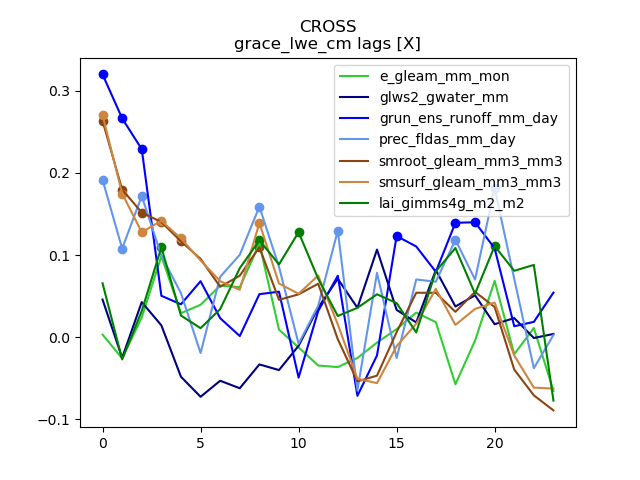 CROSS
grace_lwe_cm lags [X]
e_gleam_mm_mon
glws2_gwater_mm
grun_ens_runoff_mm_day
prec_fldas_mm_day
smroot_gleam_mm3_mm3
smsurf_gleam_mm3_mm3
lai_gimms4g_m2_m2
0.3
0.2
0.1
0.0
−0.1
0 5 10 15 20